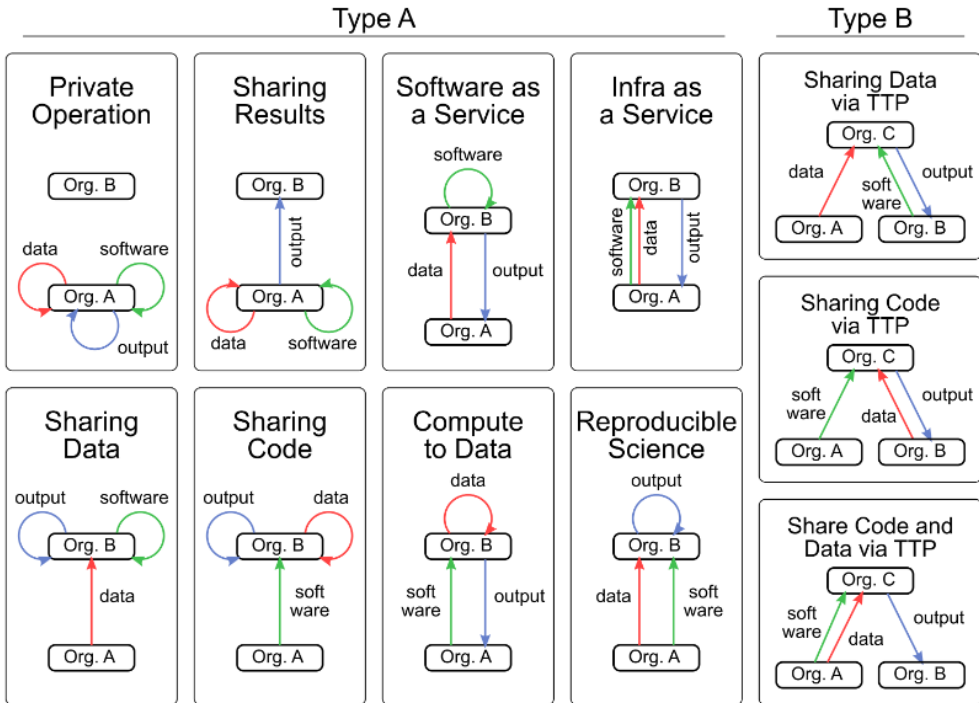 Type A
Type B
Private
Operation
Org. B
data
software
Org. A
output
Sharing
Results
Org. B
output
Org. A
data
software
Software as
a Service
software
Org. B
data
output
Org. A
Infra as
a Service
Org. B
software
data
output
Org. A
Sharing Data
via TTP
Org. C
data
soft
ware
output
Org. A
Org. B
Sharing Code
via TTP
Org. C
soft
ware
data
output
Org. A
Org. B
Sharing
Data
output
software
Org. B
data
Org. A
Sharing
Code
output
data
Org. B
soft
ware
Org. A
Compute
to Data
data
Org. B
soft
ware
output
Org. A
Reproducible
Science
output
Org. B
data
soft
ware
Org. A
Share Code and
Data via TTP
Org. C
soft
ware
data
output
Org. A
Org. B